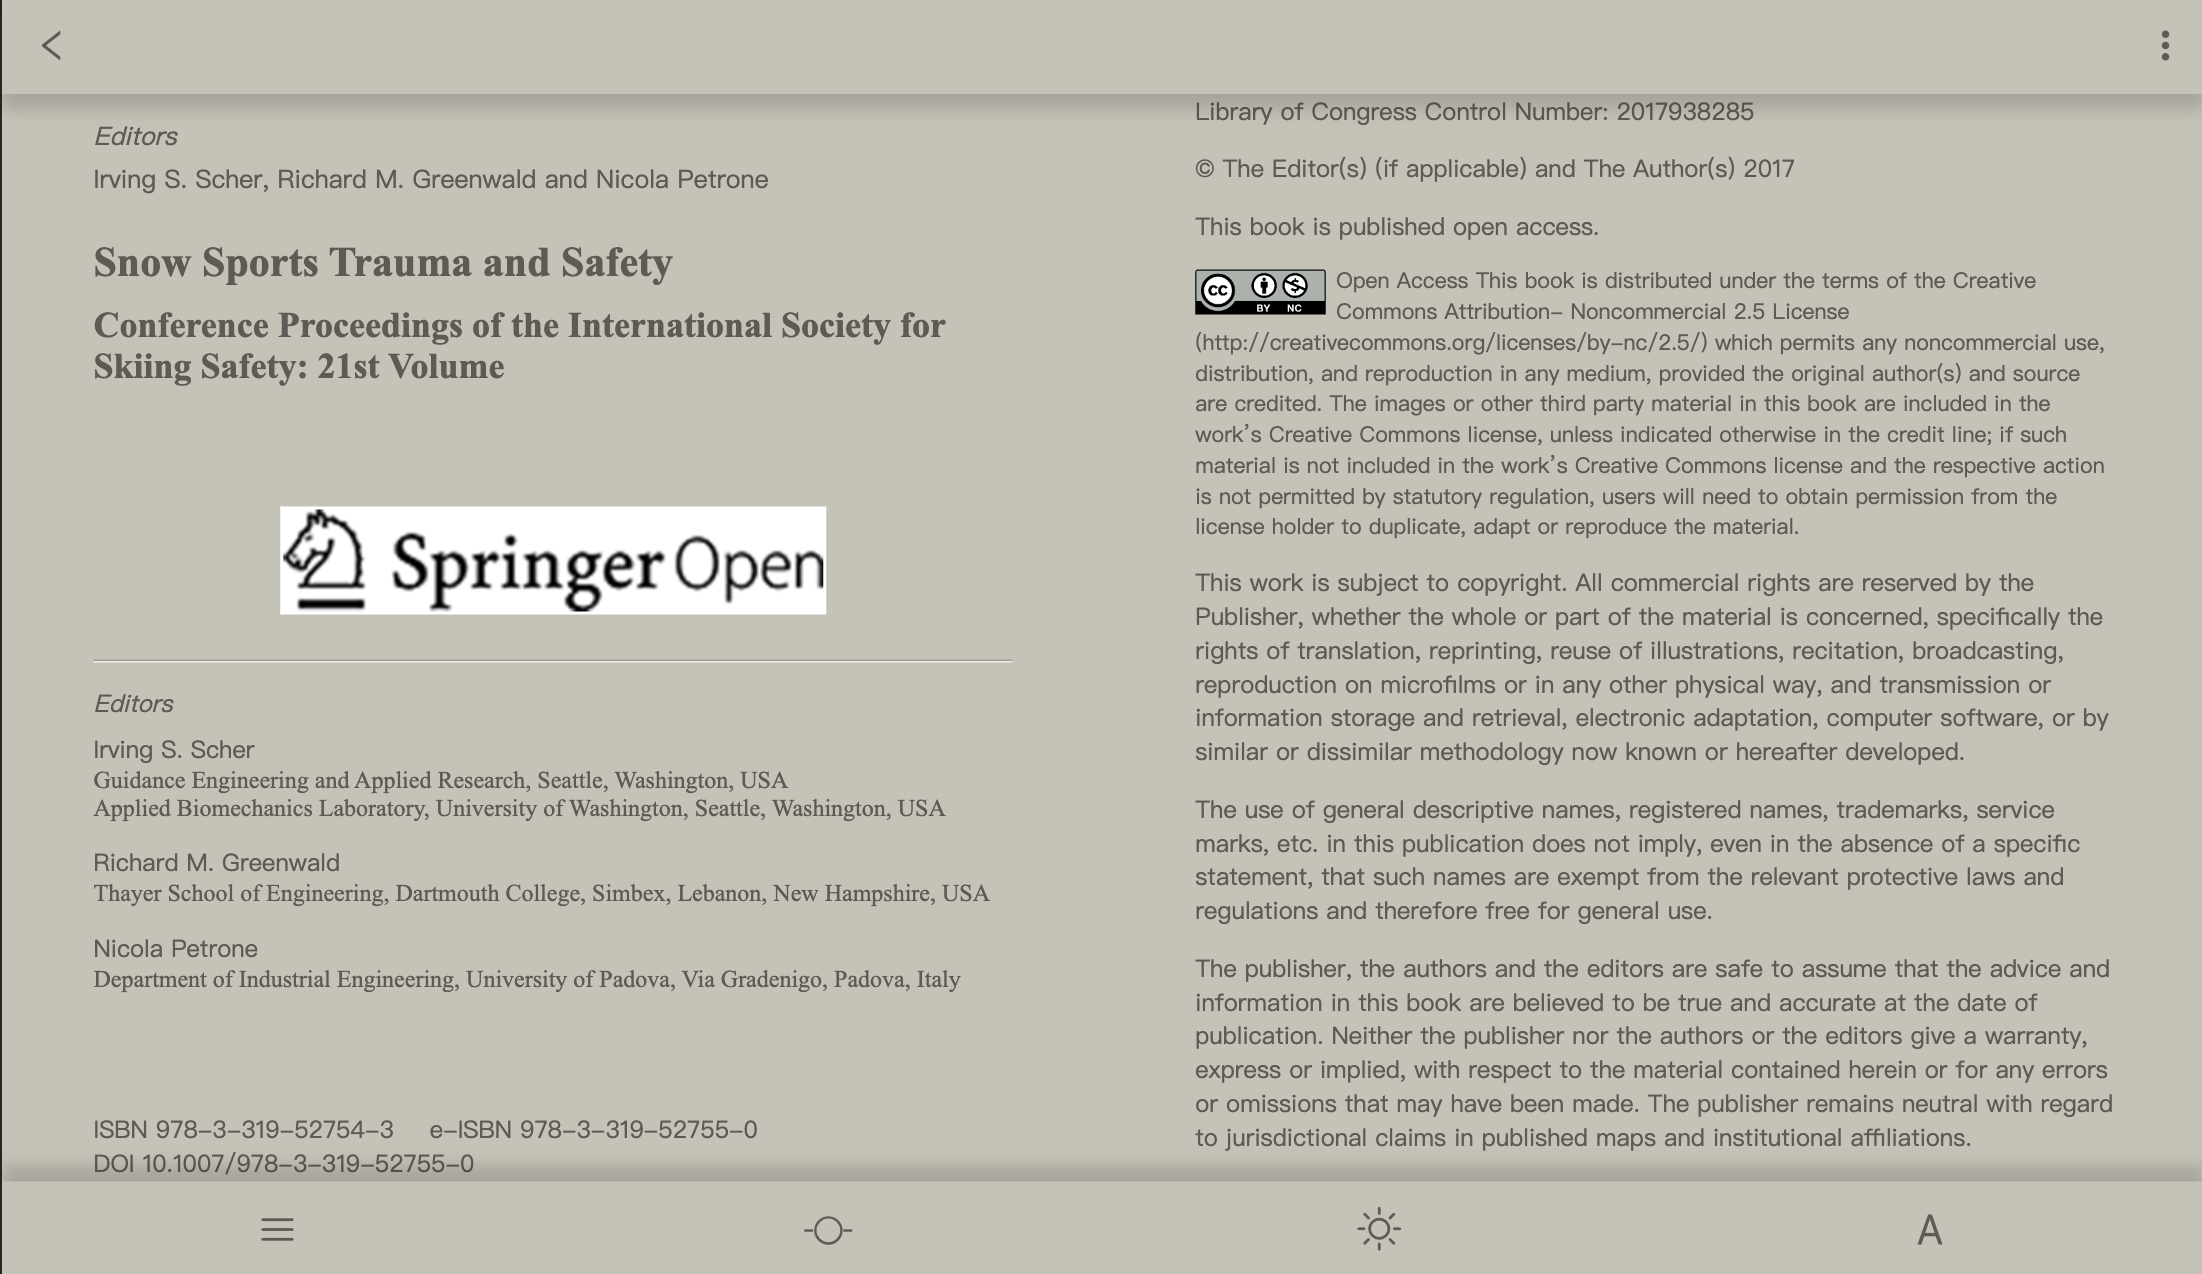 Editors
Irving S. Scher, Richard M. Greenwald and Nicola Petrone
Snow Sports Trauma and Safety
Conference Proceedings of the International Society for
Skiing Safety: 21st Volume
Springer Open
Editors
Irving S. Scher
Guidance Engineering and Applied Research, Seattle, Washington, USA
Applied Biomechanics Laboratory, University of Washington, Seattle, Washington, USA
Richard M. Greenwald
Thayer School of Engineering, Dartmouth College, Simbex, Lebanon, New Hampshire, USA
Nicola Petrone
Department of Industrial Engineering, University of Padova, Via Gradenigo, Padova, Italy
ISBN 978-3-319-52754-3 e-ISBN 978-3-319-52755-0
DOI 10.1007/978-3-319-52755-0
Library of Congress Control Number: 2017938285
© The Editor(s) (if applicable) and The Author(s) 2017
This book is published open access.
cc BY NC
Open Access This book is distributed under the terms of the Creative
Commons Attribution– Noncommercial 2.5 License
(http://creativecommons.org/licenses/by-nc/2.5/) which permits any noncommercial use,
distribution, and reproduction in any medium, provided the original author(s) and source
are credited. The images or other third party material in this book are included in the
work's Creative Commons license, unless indicated otherwise in the credit line; if such
material is not included in the work's Creative Commons license and the respective action
is not permitted by statutory regulation, users will need to obtain permission from the
license holder to duplicate, adapt or reproduce the material.
This work is subject to copyright. All commercial rights are reserved by the
Publisher, whether the whole or part of the material is concerned, specifically the
rights of translation, reprinting, reuse of illustrations, recitation, broadcasting,
reproduction on microfilms or in any other physical way, and transmission or
information storage and retrieval, electronic adaptation, computer software, or by
similar or dissimilar methodology now known or hereafter developed.
The use of general descriptive names, registered names, trademarks, service
marks, etc. in this publication does not imply, even in the absence of a specific
statement, that such names are exempt from the relevant protective laws and
regulations and therefore free for general use.
The publisher, the authors and the editors are safe to assume that the advice and
information in this book are believed to be true and accurate at the date of
publication. Neither the publisher nor the authors or the editors give a warranty,
express or implied, with respect to the material contained herein or for any errors
or omissions that may have been made. The publisher remains neutral with regard
to jurisdictional claims in published maps and institutional affiliations.
A